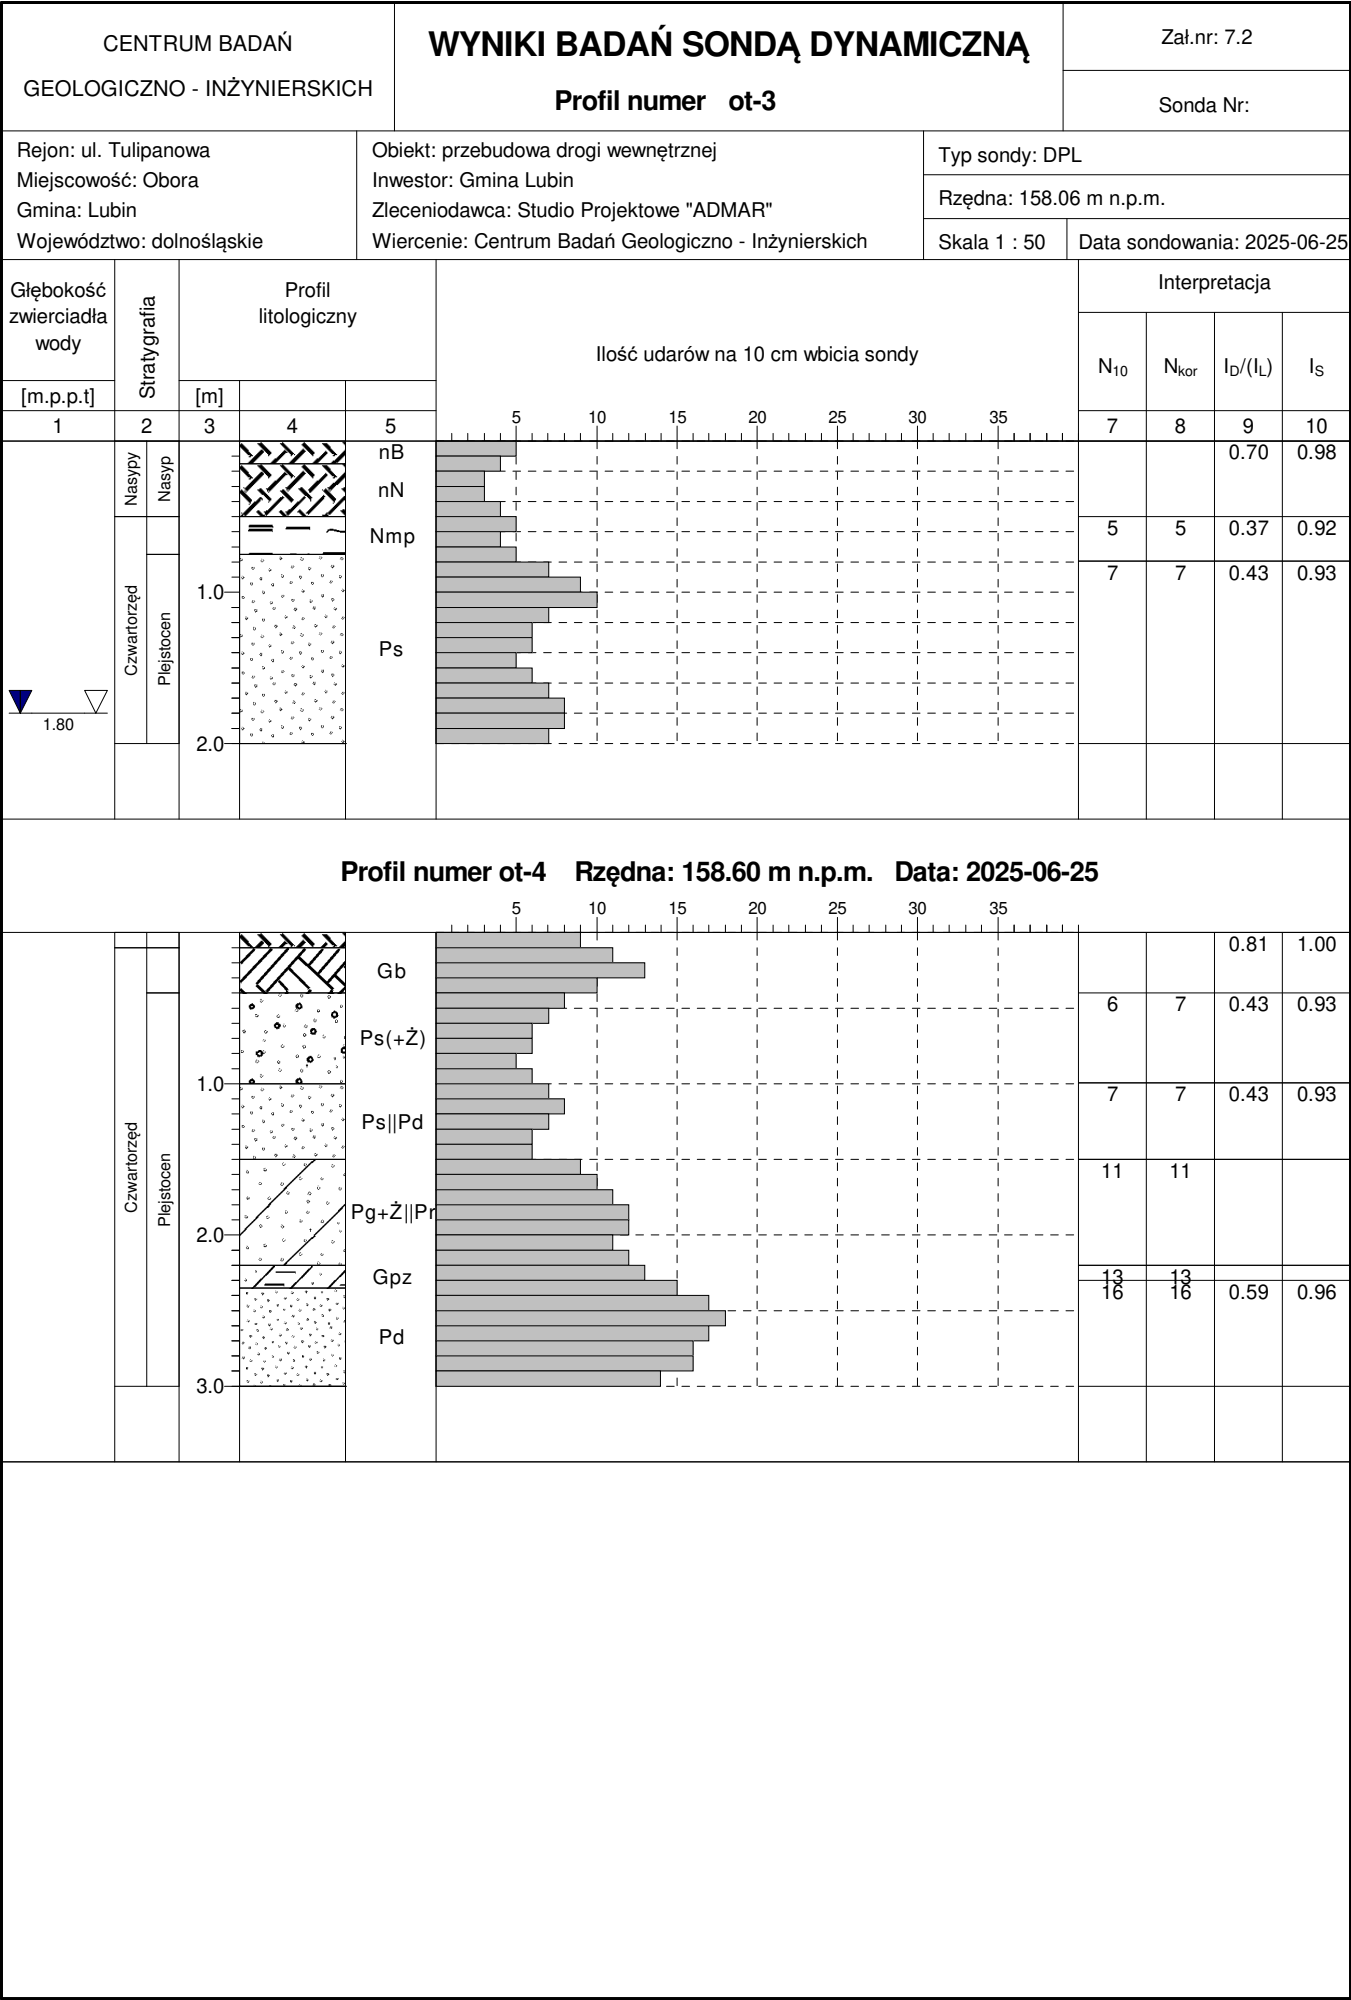 CENTRUM BADAŃ
GEOLOGICZNO - INŻYNIERSKICH
WYNIKI BADAŃ SONDĄ DYNAMICZNĄ
Profil numer ot-3
Zał.nr: 7.2
Sonda Nr:
Rejon: ul. Tulipanowa
Miejscowość: Obora
Gmina: Lubin
Województwo: dolnośląskie
Obiekt: przebudowa drogi wewnętrznej
Inwestor: Gmina Lubin
Zleceniodawca: Studio Projektowe "ADMAR"
Wiercenie: Centrum Badań Geologiczno - Inżynierskich
Typ sondy: DPL
Rzędna: 158.06 m n.p.m.
Skala 1 : 50
Data sondowania: 2025-06-25
Głębokość
zwierciadła
wody
[m.p.p.t]
Stratygrafia
Profil
litologiczny
[m]
Ilość udarów na 10 cm wbicia sondy
5 10 15 20 25 30 35
Interpretacja
N10 Nkor ID/(IL) IS
1 2 3 4 5 7 8 9 10
Nasypy Nasyp
nB 0.70 0.98
nN
Nmp 5 5 0.37 0.92
7 7 0.43 0.93
1.0
Czwartorzęd Plejstocen
Ps
1.80
2.0
Profil numer ot-4 Rzędna: 158.60 m n.p.m. Data: 2025-06-25
5 10 15 20 25 30 35
0.81 1.00
Gb
6 7 0.43 0.93
Ps(+Ż)
1.0
7 7 0.43 0.93
Ps||Pd
Czwartorzęd Plejstocen
11 11
Pg+Ż||Pr
2.0
Gpz 13 13
16 16 0.59 0.96
Pd
3.0